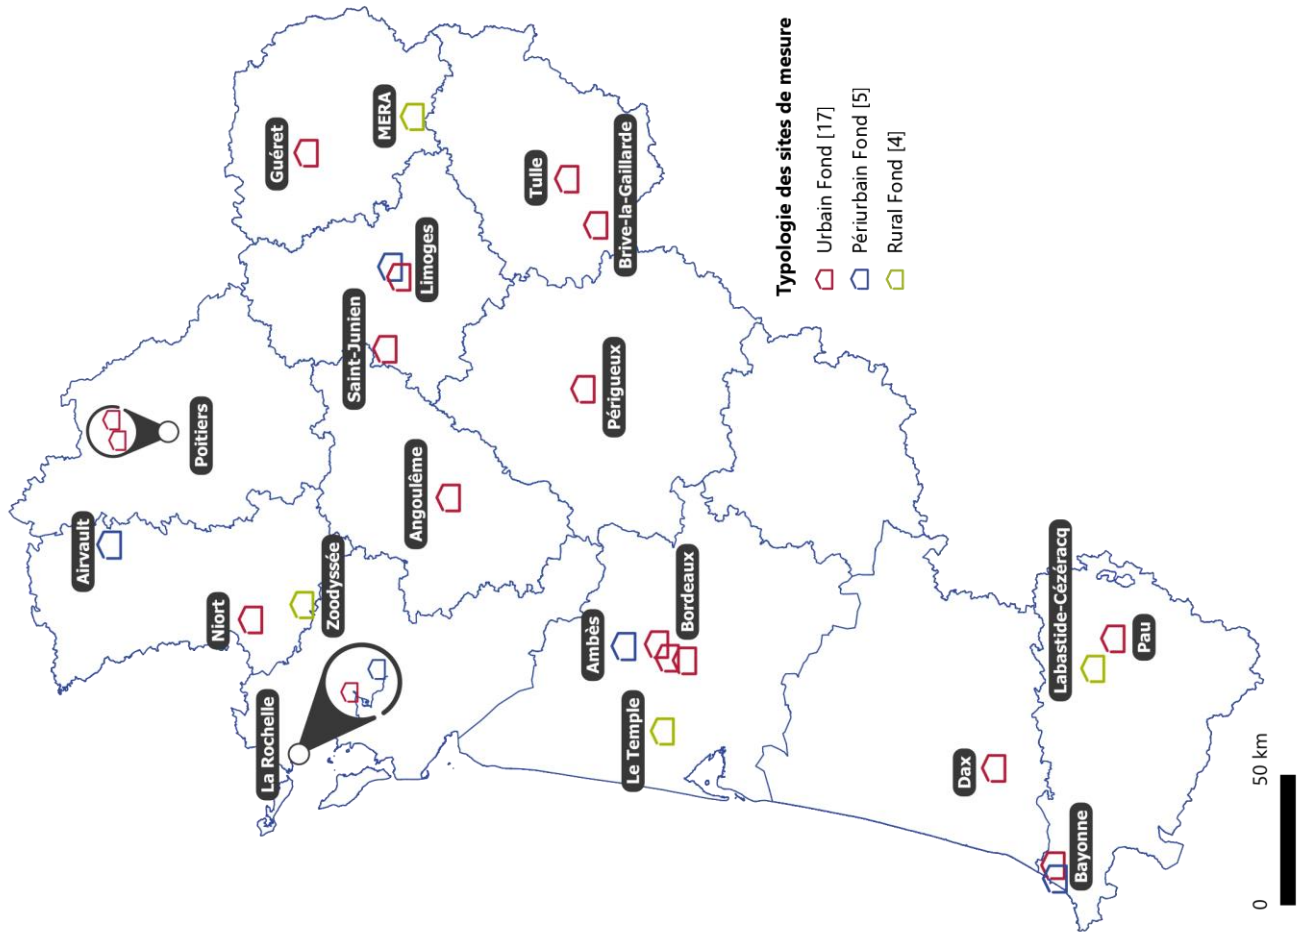 Guéret
MERA
Tulle
Brive-la-Gaillarde
Limoges
Saint-Junien
Périgueux
Poitiers
Angoulême
Airvault
Niort
Zoodyssée
La Rochelle
Ambès
Bordeaux
Le Temple
Labastide-Cézéracq
Pau
Dax
Bayonne
Typologie des sites de mesure
Urbain Fond [17]
Périurbain Fond [5]
Rural Fond [4]
0 50 km